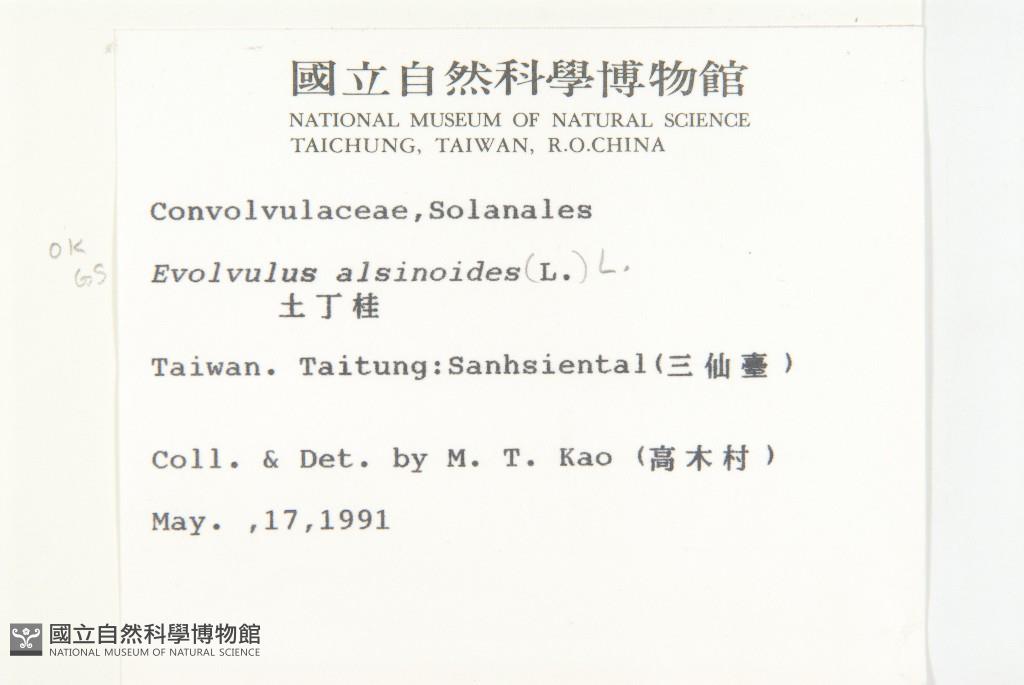 國立自然科學博物館
NATIONAL MUSEUM OF NATURAL SCIENCE
TAICHUNG, TAIWAN, R.O.CHINA
Convolvulaceae,Solanales
OK
GS
Evolvulus alsinoides(L.) L.
土丁桂
Taiwan. Taitung:Sanhsiental(三仙臺)
Coll. & Det. by M. T. Kao (高木村)
May. ,17,1991
國立自然科學博物館
NATIONAL MUSEUM OF NATURAL SCIENCE